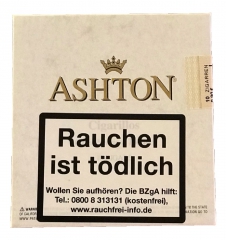 ASHTON
Cigarillos
10 ZIGARREN
Rauchen
ist tödlich
Wollen Sie aufhören? Die BZgA hilft:
Tel.: 0800 8 313131 (kostenfrei),
www.rauchfrei-info.de